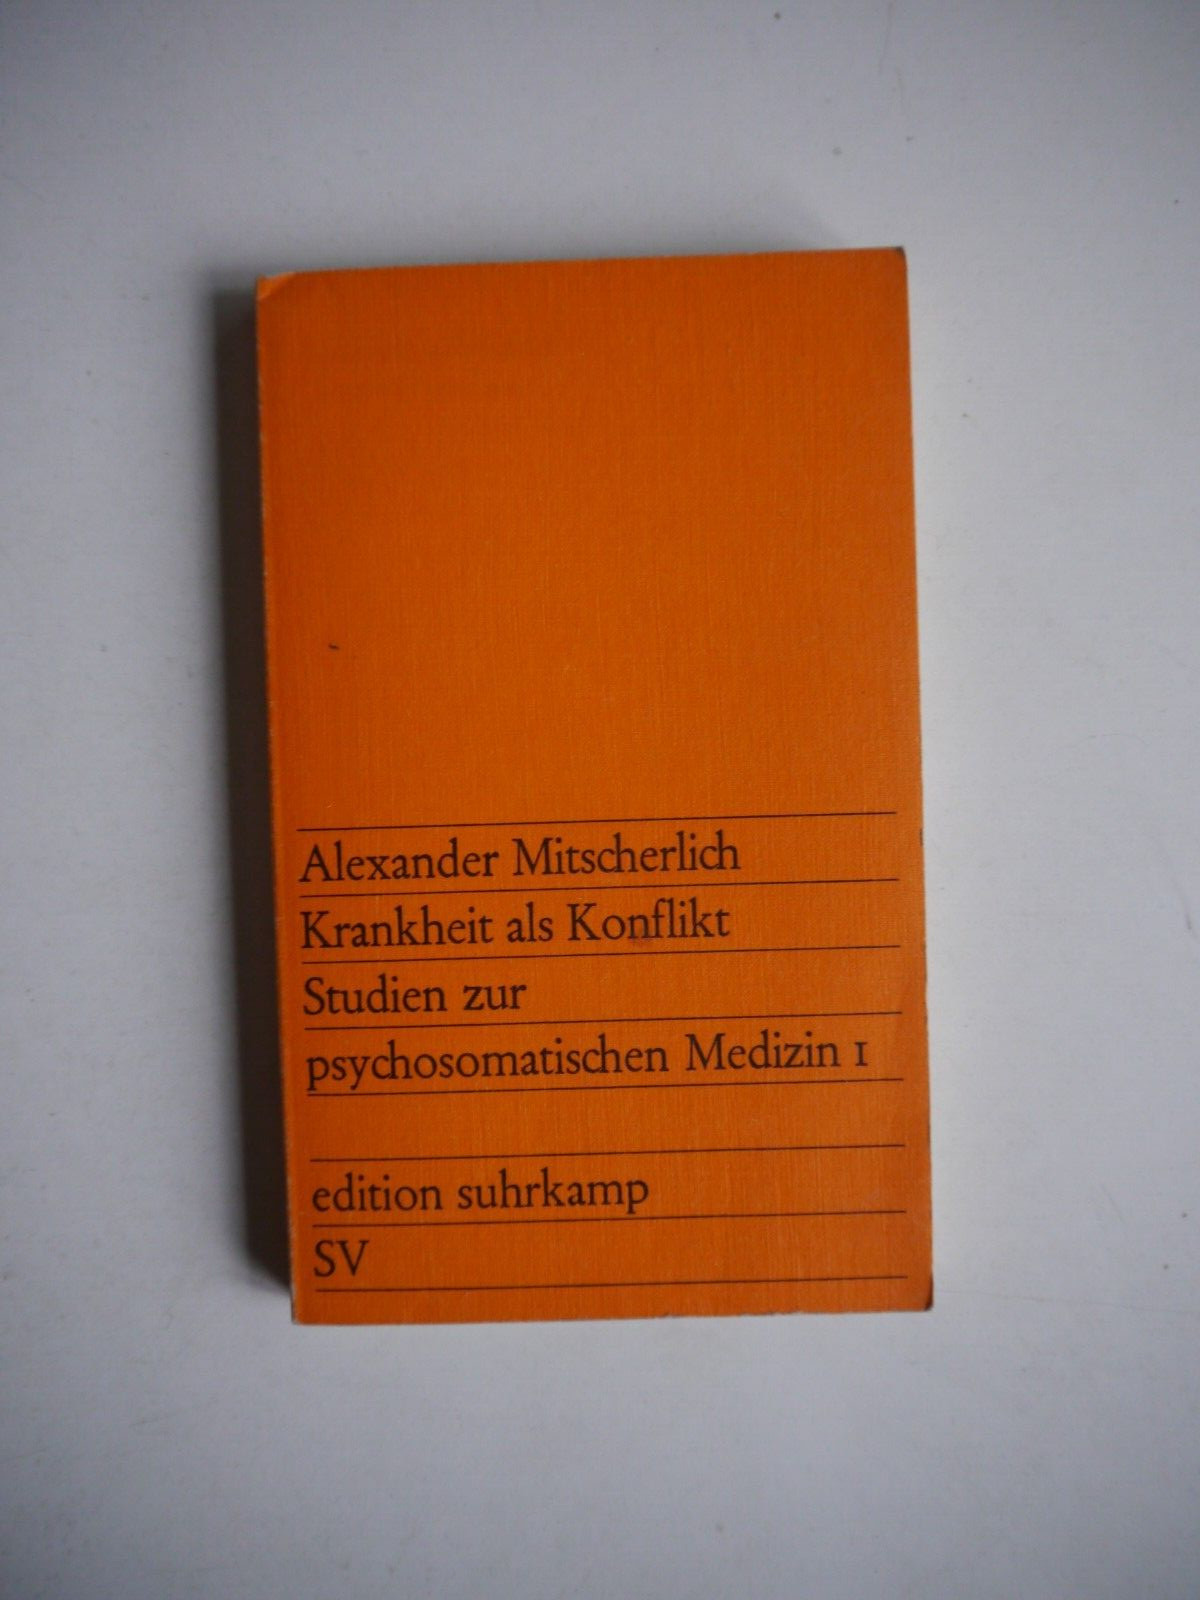 Alexander Mitscherlich
Krankheit als Konflikt
Studien zur
psychosomatischen Medizin 1
edition suhrkamp
SV